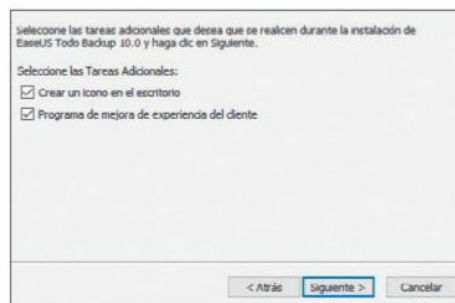 Seleccione las tareas adicionales que desea que se realicen durante la instalación de
EaseUS Todo Backup 10.0 y haga clic en Siguiente.
Seleccione las Tareas Adicionales:
Crear un icono en el escritorio
Programa de mejora de experiencia del cliente
< Atrás Siguiente > Cancelar